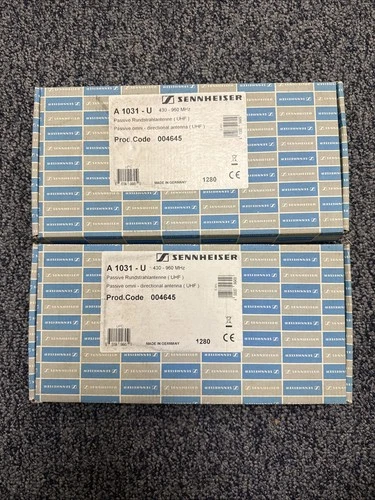 SENNHEISER
A 1031 - U 430 - 960 MHz
Passive Rundstrahlantenne ( UHF )
Passive omni - directional antenna ( UHF )
Prod.Code 004645
MADE IN GERMANY
1280 CE
SENNHEISER
A 1031 - U 430 - 960 MHz
Passive Rundstrahlantenne ( UHF )
Passive omni - directional antenna ( UHF )
Prod.Code 004645
MADE IN GERMANY
1280 CE